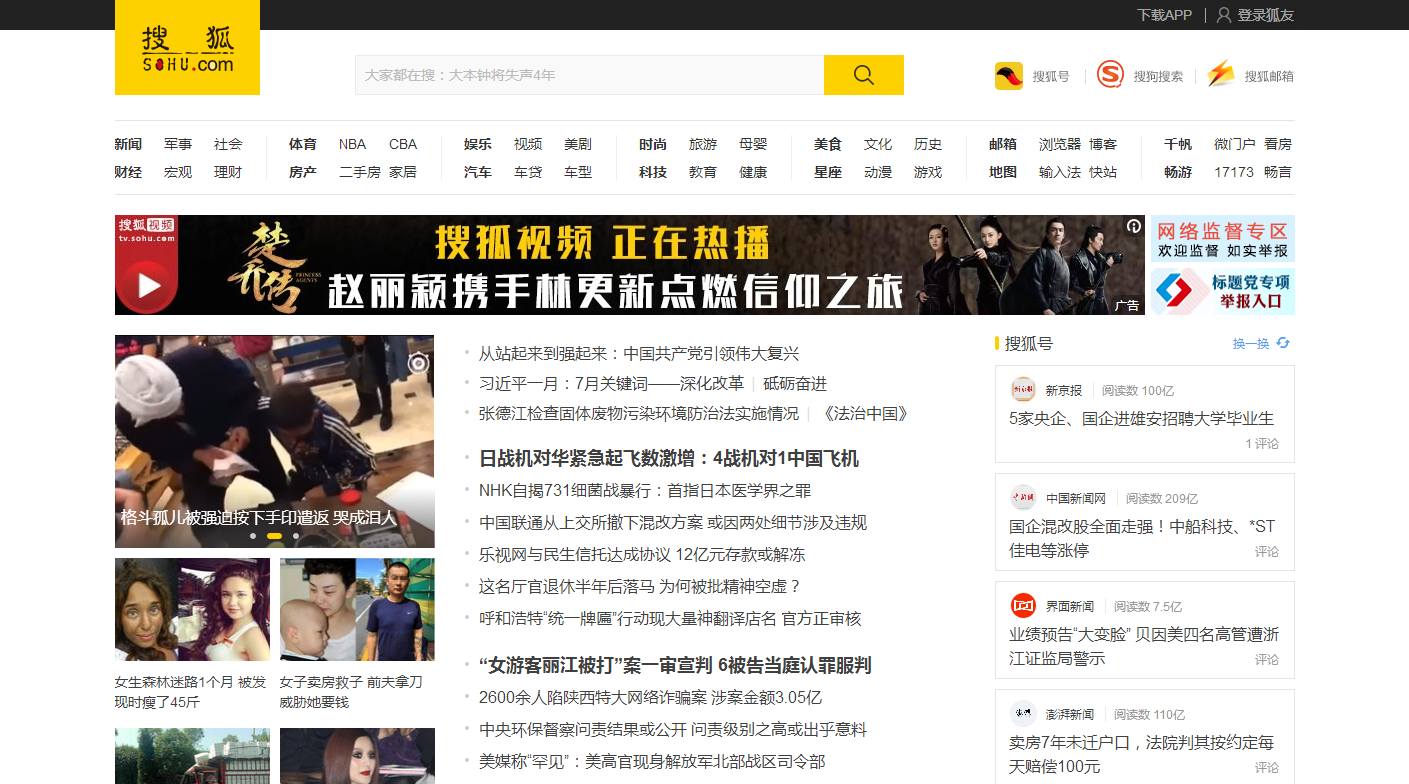 下载APP 登录狐友
搜狐
SOHU.com
大家都在搜：大本钟将失声4年
搜狐号 搜狗搜索 搜狐邮箱
新闻 军事 社会 体育 NBA CBA 娱乐 视频 美剧 时尚 旅游 母婴 美食 文化 历史 邮箱 浏览器 博客 千帆 微门户 看房
财经 宏观 理财 房产 二手房 家居 汽车 车贷 车型 科技 教育 健康 星座 动漫 游戏 地图 输入法 快站 畅游 17173 畅言
搜狐视频
tv.sohu.com
楚乔传
PRINCESS AGENTS
搜狐视频 正在热播
赵丽颖携手林更新点燃信仰之旅
广告
网络监督专区
欢迎监督 如实举报
标题党专项
举报入口
格斗孤儿被强迫按下手印遣返 哭成泪人
女生森林迷路1个月 被发
现时瘦了45斤
女子卖房救子 前夫拿刀
威胁她要钱
从站起来到强起来：中国共产党引领伟大复兴
习近平一月：7月关键词——深化改革 | 砥砺奋进
张德江检查固体废物污染环境防治法实施情况 | 《法治中国》
日战机对华紧急起飞数激增：4战机对1中国飞机
NHK自揭731细菌战暴行：首指日本医学界之罪
中国联通从上交所撤下混改方案 或因两处细节涉及违规
乐视网与民生信托达成协议 12亿元存款或解冻
这名厅官退休半年后落马 为何被批精神空虚？
呼和浩特“统一牌匾”行动现大量神翻译店名 官方正审核
“女游客丽江被打”案一审宣判 6被告当庭认罪服判
2600余人陷陕西特大网络诈骗案 涉案金额3.05亿
中央环保督察问责结果或公开 问责级别之高或出乎意料
美媒称“罕见”：美高官现身解放军北部战区司令部
搜狐号 换一换
新京报 新京报 阅读数 100亿
5家央企、国企进雄安招聘大学毕业生
1 评论
中新网 中国新闻网 阅读数 209亿
国企混改股全面走强！中船科技、*ST
佳电等涨停 评论
界面新闻 阅读数 7.5亿
业绩预告“大变脸” 贝因美四名高管遭浙
江证监局警示 评论
澎湃 澎湃新闻 阅读数 110亿
卖房7年未迁户口，法院判其按约定每
天赔偿100元 评论